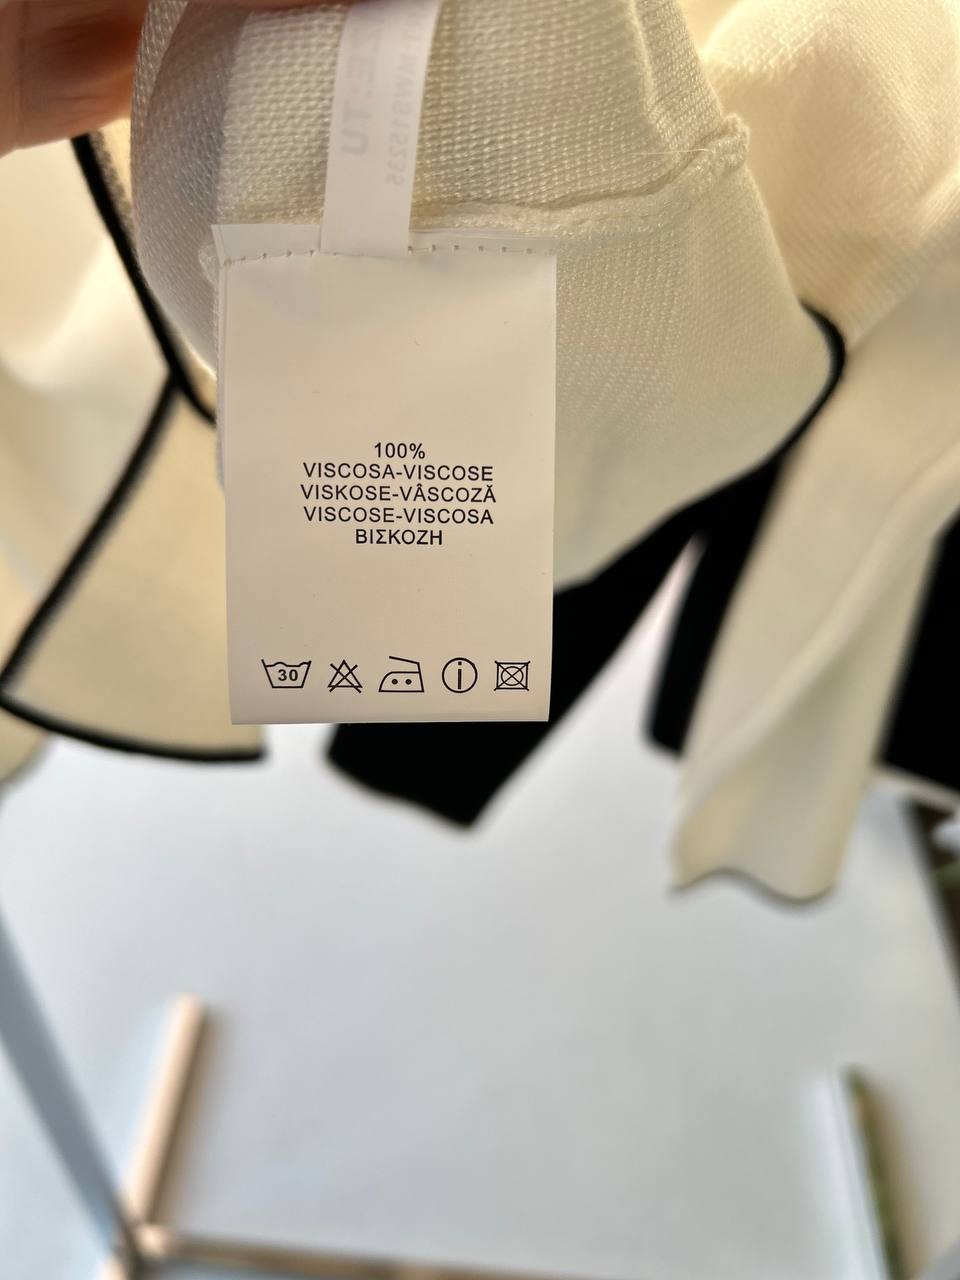 100%
VISCOSA-VISCOSE
VISKOSE-VÂSCOZĂ
VISCOSE-VISCOSA
ΒΙΣΚΟΖΗ
30